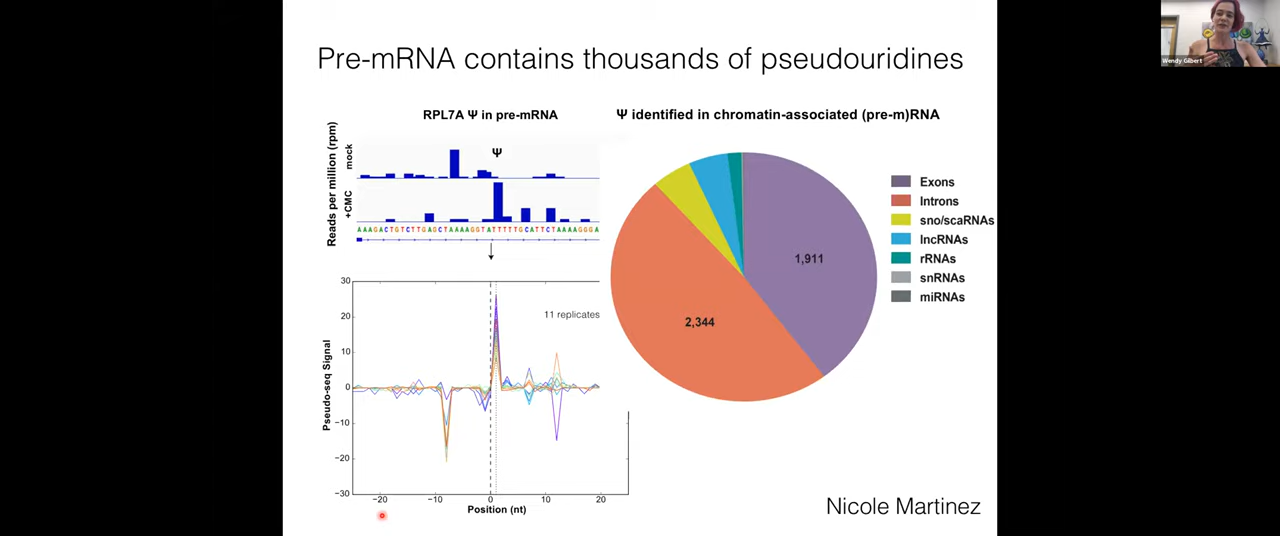 Pre-mRNA contains thousands of pseudouridines
Wendy Gilbert
RPL7A Ψ in pre-mRNA
Reads per million (rpm)
mock
+CMC
Ψ
AAAGACTGTCTTGAGCTAAAAGGTATTTTTGCATTCTAAAAGGGA
30
20
10
0
−10
−20
−30
Pseudo-seq Signal
11 replicates
−20
−10
0
10
20
Position (nt)
Ψ identified in chromatin-associated (pre-m)RNA
1,911
2,344
Exons
Introns
sno/scaRNAs
lncRNAs
rRNAs
snRNAs
miRNAs
Nicole Martinez